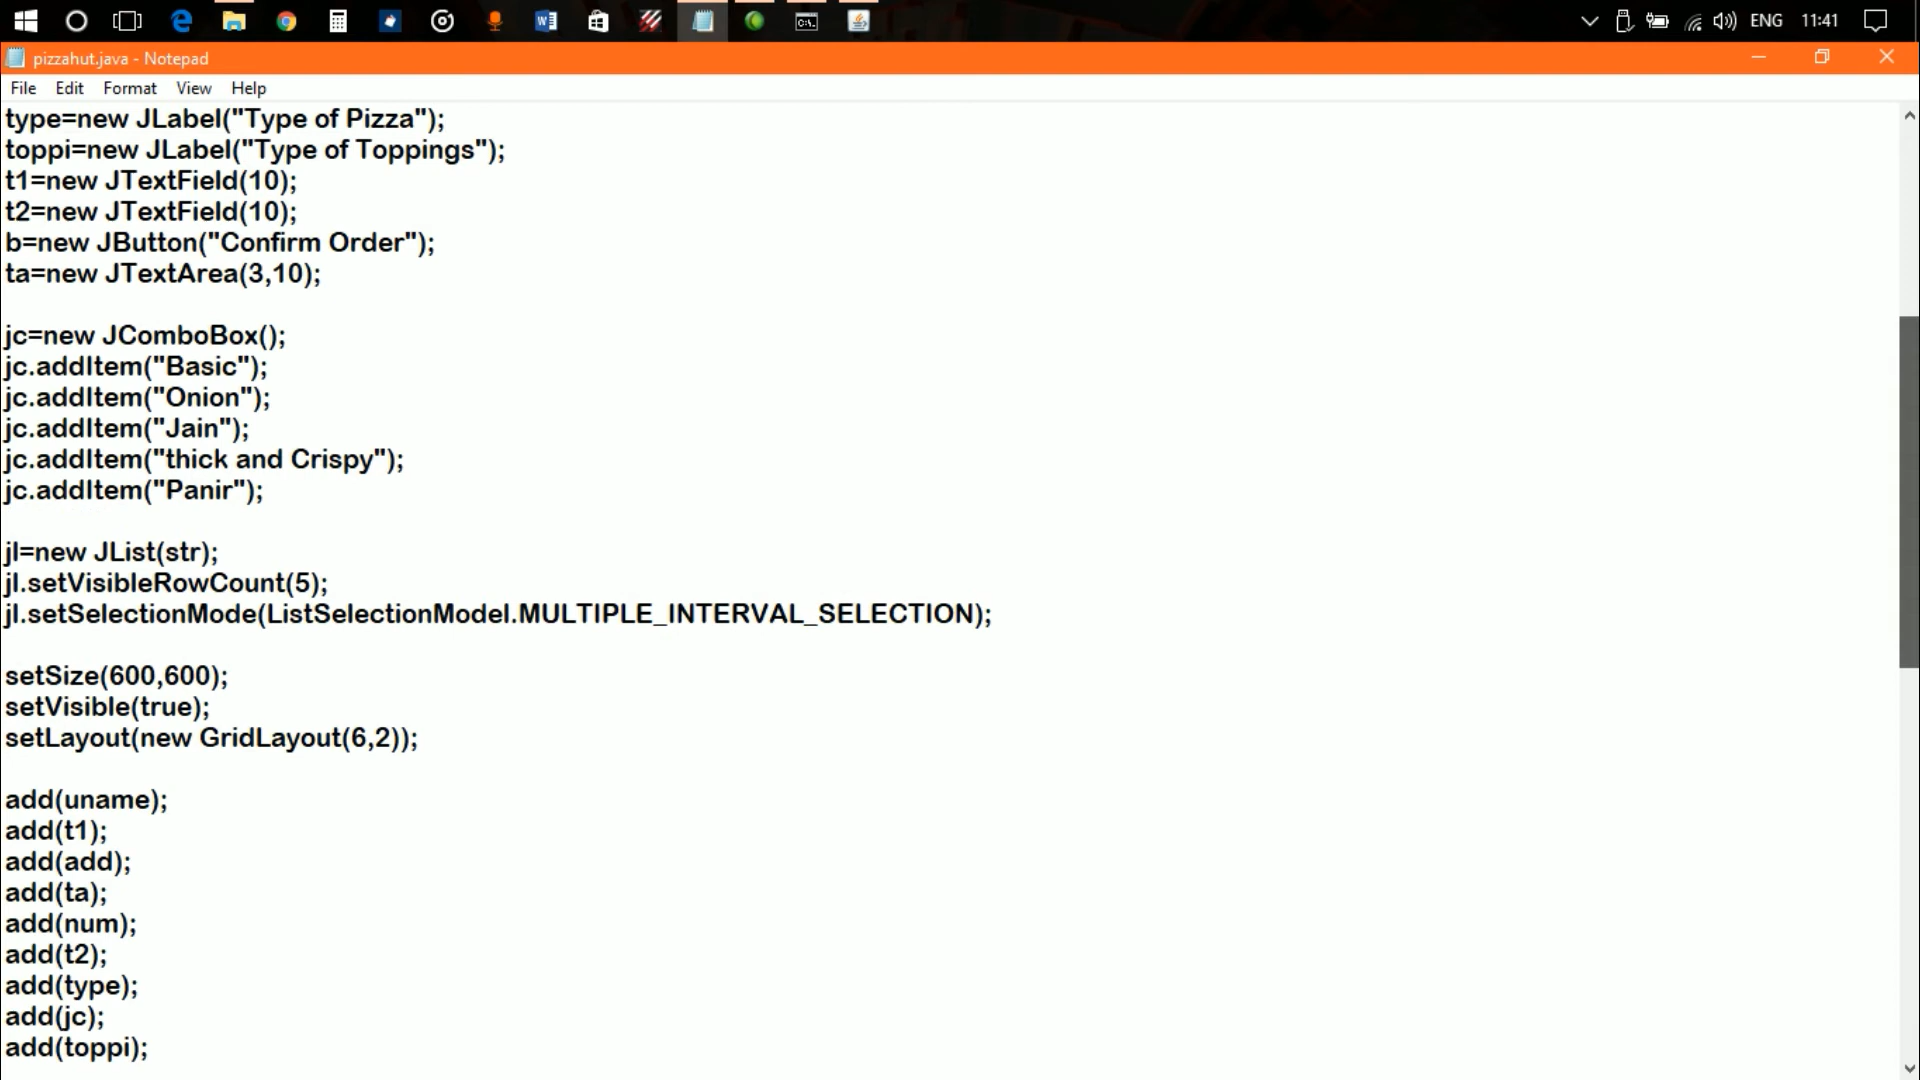 ENG 11:41
pizzahut.java - Notepad
File Edit Format View Help
type=new JLabel("Type of Pizza");
toppi=new JLabel("Type of Toppings");
t1=new JTextField(10);
t2=new JTextField(10);
b=new JButton("Confirm Order");
ta=new JTextArea(3,10);
jc=new JComboBox();
jc.addItem("Basic");
jc.addItem("Onion");
jc.addItem("Jain");
jc.addItem("thick and Crispy");
jc.addItem("Panir");
jl=new JList(str);
jl.setVisibleRowCount(5);
jl.setSelectionMode(ListSelectionModel.MULTIPLE_INTERVAL_SELECTION);
setSize(600,600);
setVisible(true);
setLayout(new GridLayout(6,2));
add(uname);
add(t1);
add(add);
add(ta);
add(num);
add(t2);
add(type);
add(jc);
add(toppi);